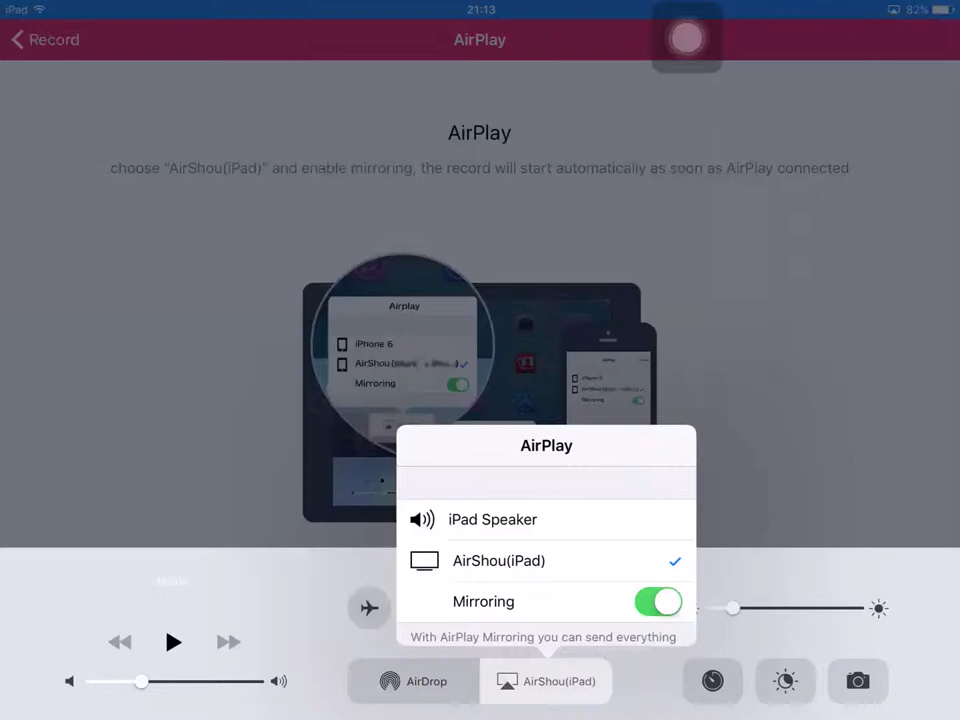 iPad
21:13
82%
Record
AirPlay
AirPlay
choose "AirShou(iPad)" and enable mirroring, the record will start automatically as soon as AirPlay connected
Airplay
iPhone 6
AirShou(
Mirroring
AirPlay
iPad Speaker
AirShou(iPad)
Mirroring
With AirPlay Mirroring you can send everything
AirDrop
AirShou(iPad)